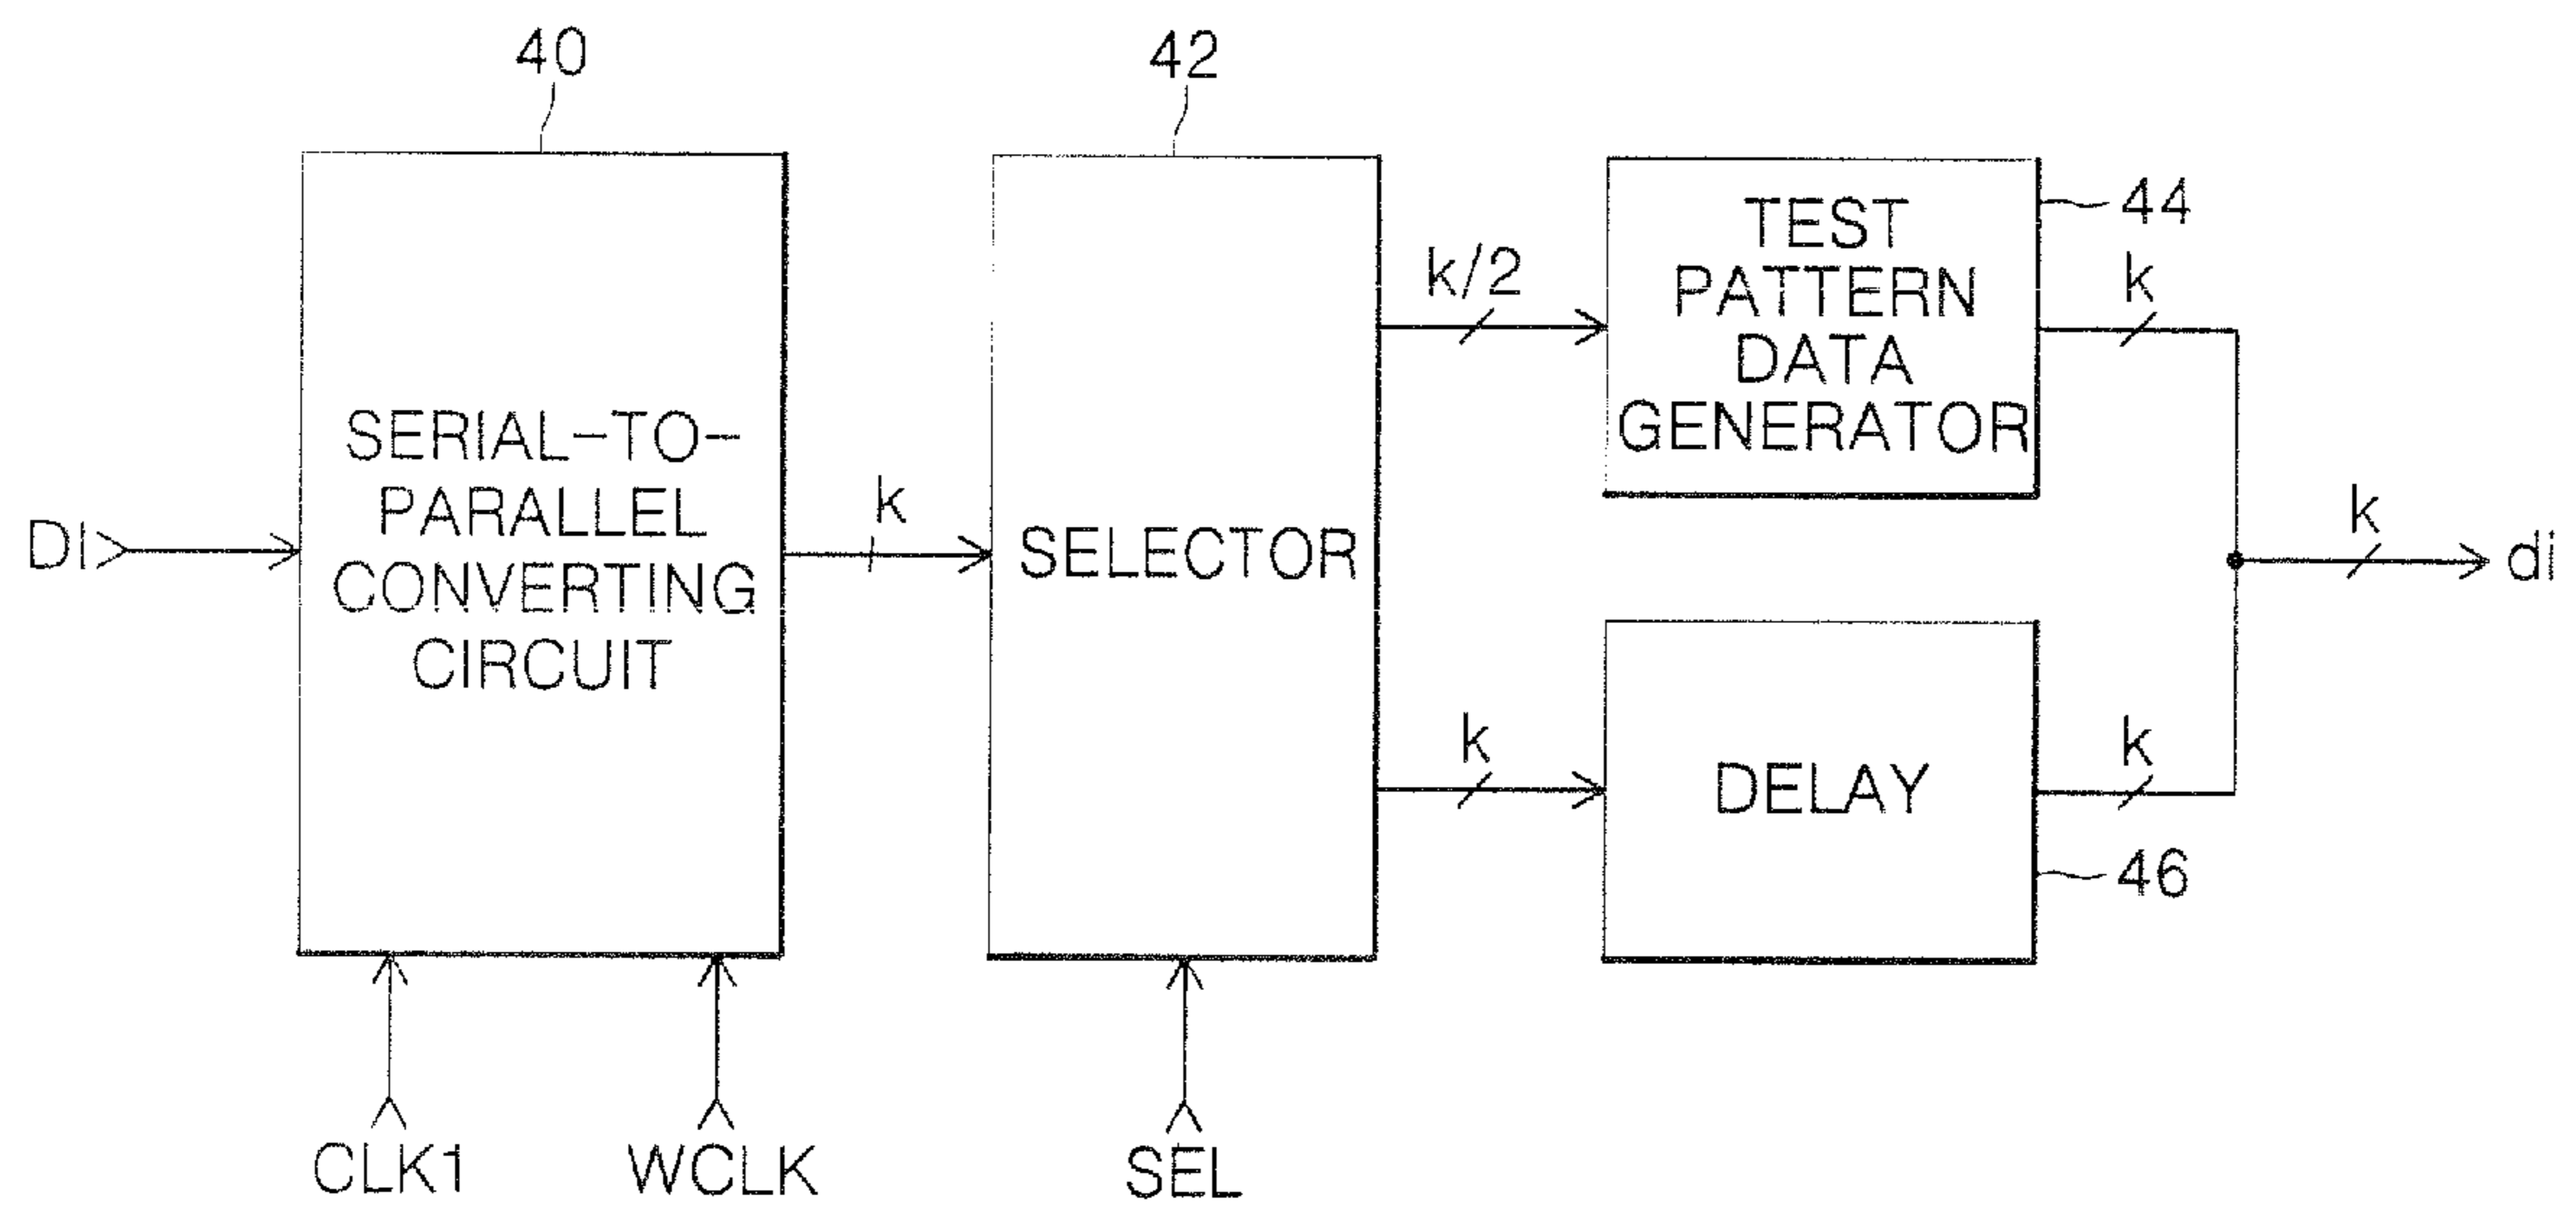 40
42
44
TEST
PATTERN
DATA
GENERATOR
k/2
k
SERIAL-TO-
PARALLEL
CONVERTING
CIRCUIT
DI
k
SELECTOR
k
di
k
DELAY
k
46
CLK1
WCLK
SEL